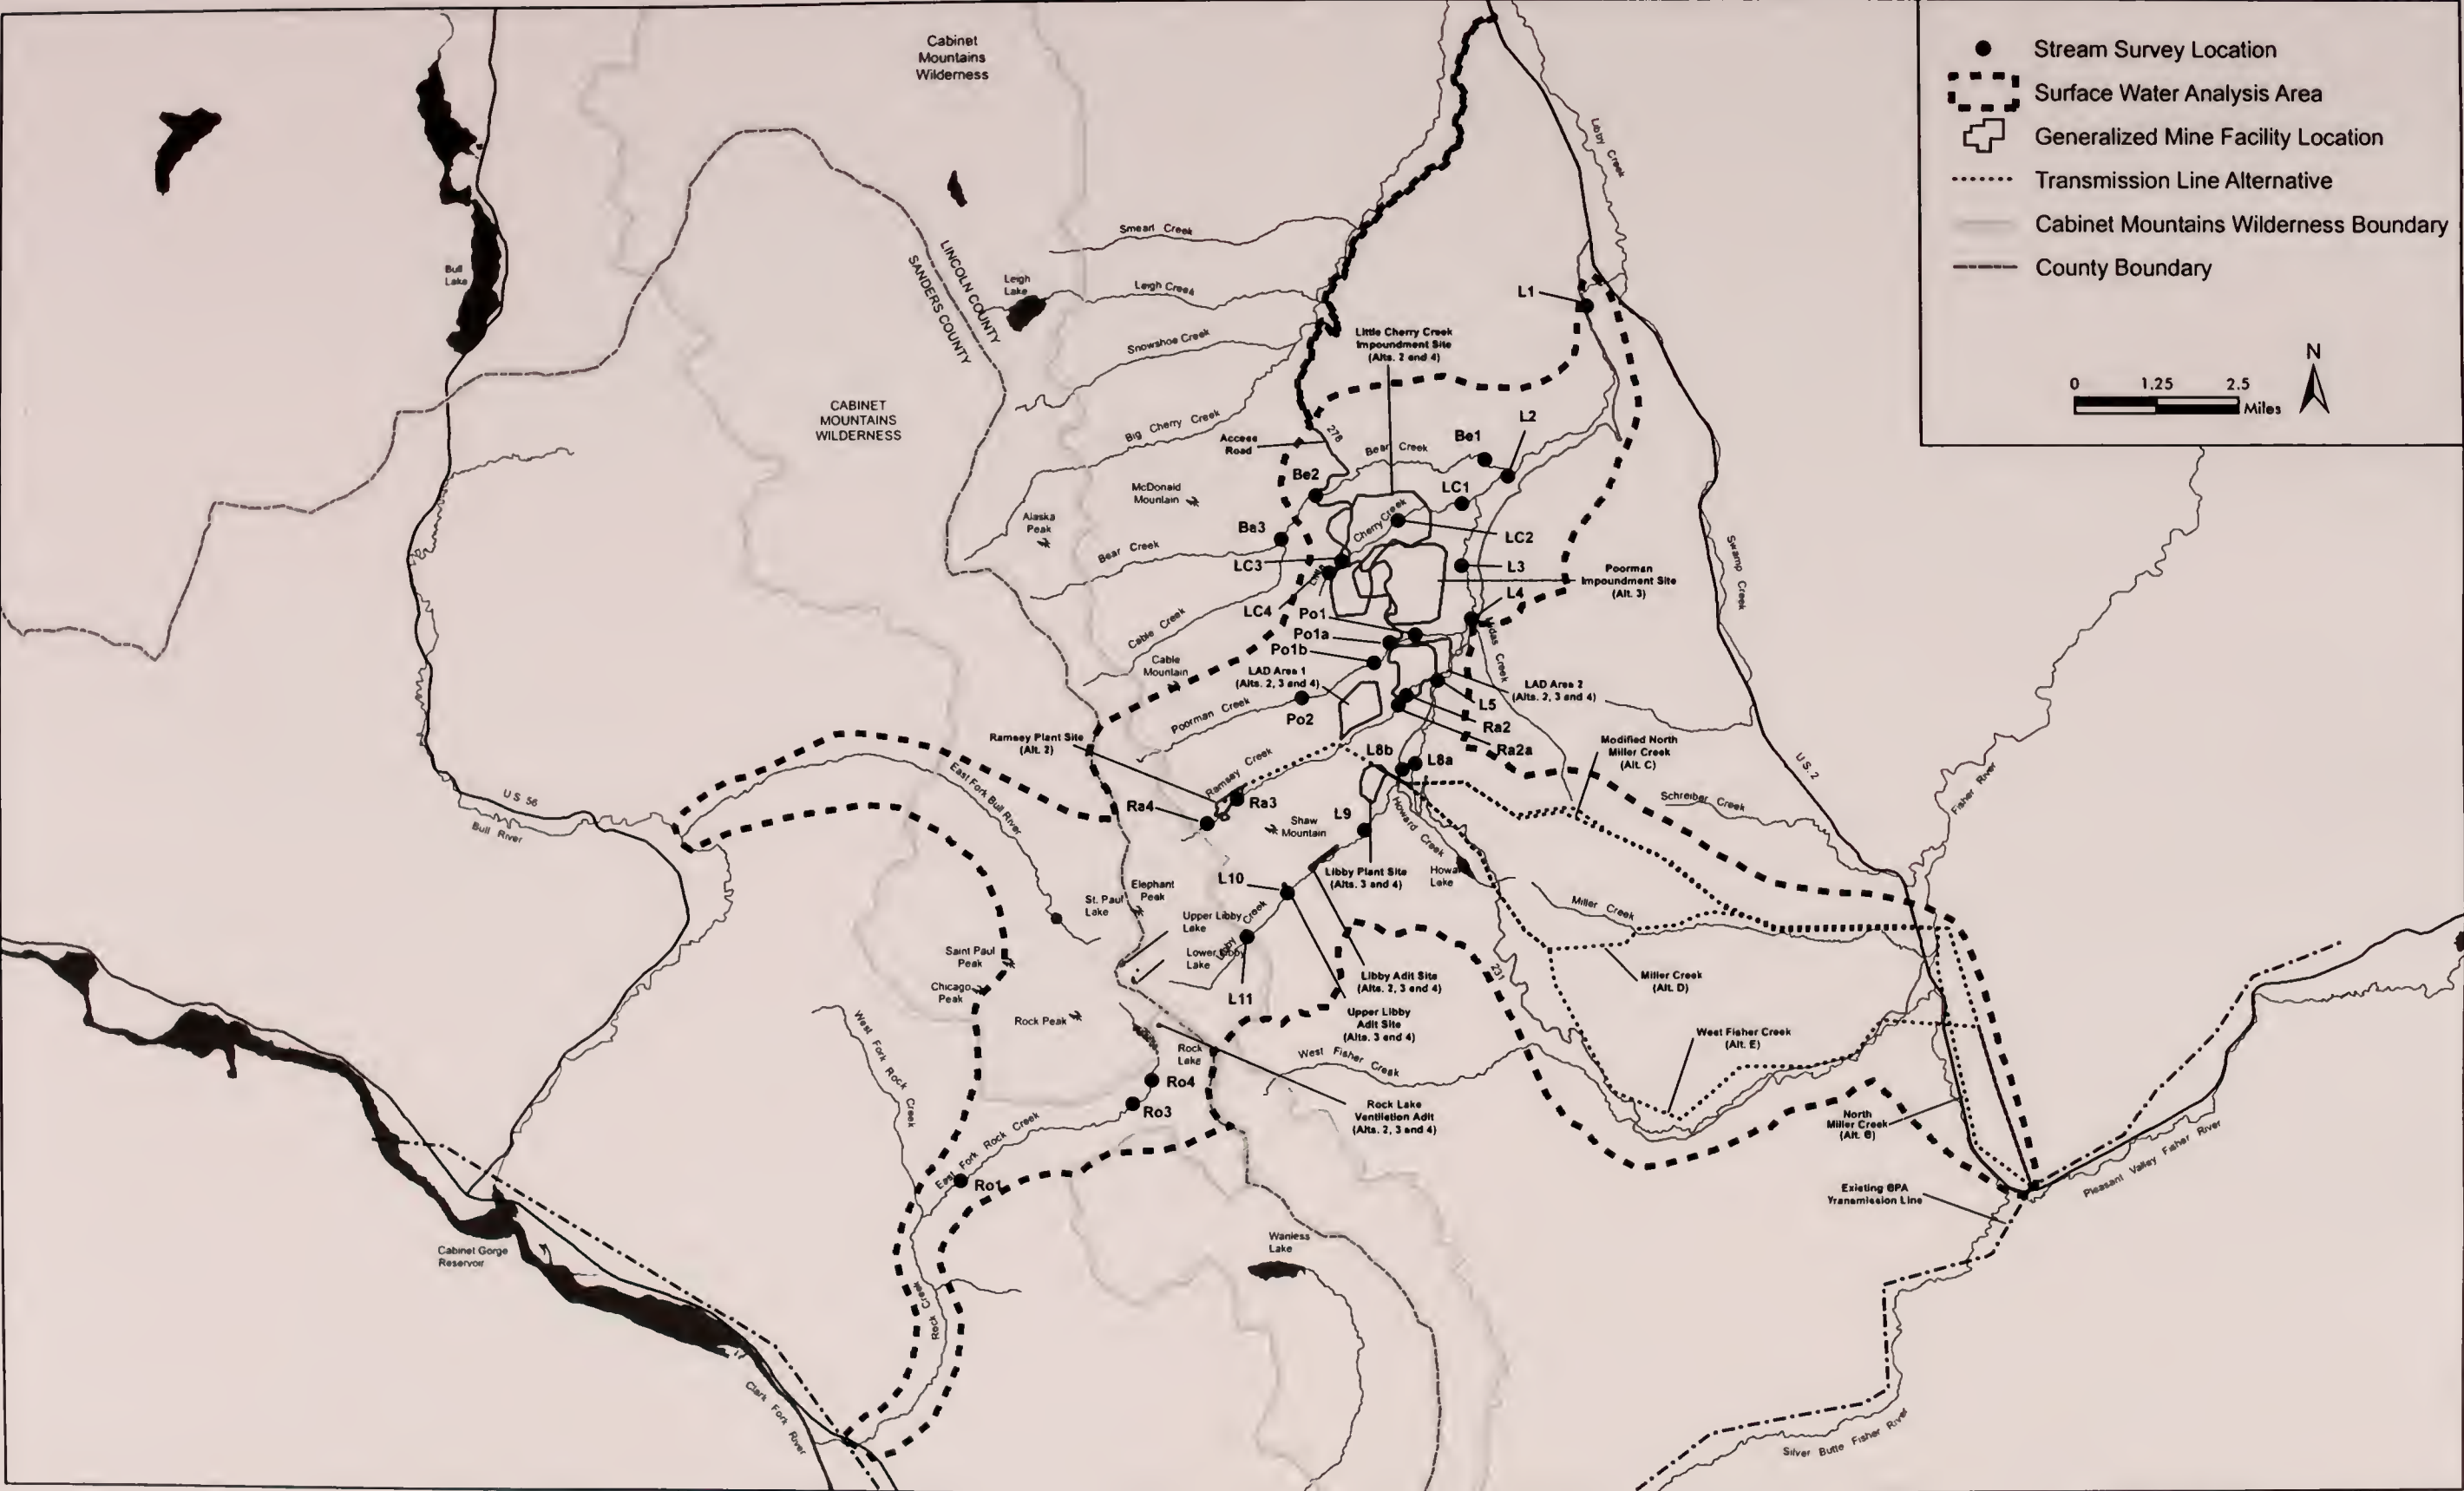 Stream Survey Location
Surface Water Analysis Area
Generalized Mine Facility Location
Transmission Line Alternative
Cabinet Mountains Wilderness Boundary
County Boundary
N
0 1.25 2.5
Miles
Cabinet
Mountains
Wilderness
Libby Creek
Smearl Creek
LINCOLN COUNTY
SANDERS COUNTY
Bull
Lake
Leigh
Lake
Leigh Creek
L1
Little Cherry Creek
Impoundment Site
(Alts. 2 and 4)
Snowshoe Creek
CABINET
MOUNTAINS
WILDERNESS
Big Cherry Creek
Access
Road
278
Bear Creek
Be1
L2
Be2
McDonald
Mountain
LC1
Alaska
Peak
Ba3
Cherry Creek
LC2
Bear Creek
LC3
L3
Poorman
Impoundment Site
(Alt. 3)
Swamp Creek
L4
LC4
Po1
Po1a
Po1b
Cable Creek
Cable
Mountain
LAD Area 1
(Alts. 2, 3 and 4)
Midas Creek
LAD Area 2
(Alts. 2, 3 and 4)
Poorman Creek
Po2
L5
Ra2
Ra2a
Ramsey Plant Site
(Alt. 2)
L8b
L8a
Modified North
Miller Creek
(Alt. C)
U.S. 2
Ramsey Creek
East Fork Bull River
U.S 56
Bull River
Ra4
Ra3
Shaw
Mountain
L9
Howard Creek
Schreiber Creek
Fisher River
Libby Plant Site
(Alts. 3 and 4)
Howard
Lake
L10
Elephant
Peak
St. Paul
Lake
Upper Libby
Lake
Libby Creek
Miller Creek
Saint Paul
Peak
Lower Libby
Lake
231
Libby Adit Site
(Alts. 2, 3 and 4)
Miller Creek
(Alt. D)
Chicago
Peak
L11
Rock Peak
Upper Libby
Adit Site
(Alts. 3 and 4)
West Fork Rock Creek
Rock
Lake
West Fisher Creek
West Fisher Creek
(Alt. E)
Ro4
Ro3
Rock Lake
Ventilation Adit
(Alts. 2, 3 and 4)
North
Miller Creek
(Alt. B)
East Fork Rock Creek
Ro1
Existing BPA
Transmission Line
Pleasant Valley Fisher River
Cabinet Gorge
Reservoir
Wanless
Lake
Rock Creek
Clark Fork River
Silver Butte Fisher River